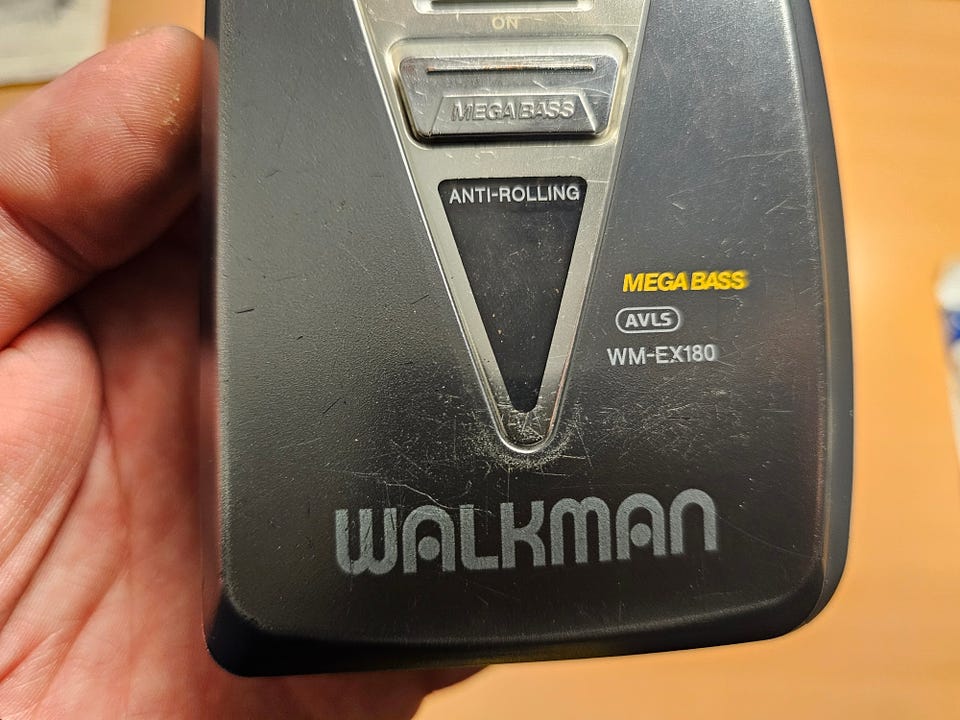 ON
MEGA BASS
ANTI-ROLLING
MEGA BASS
AVLS
WM-EX180
WALKMAN